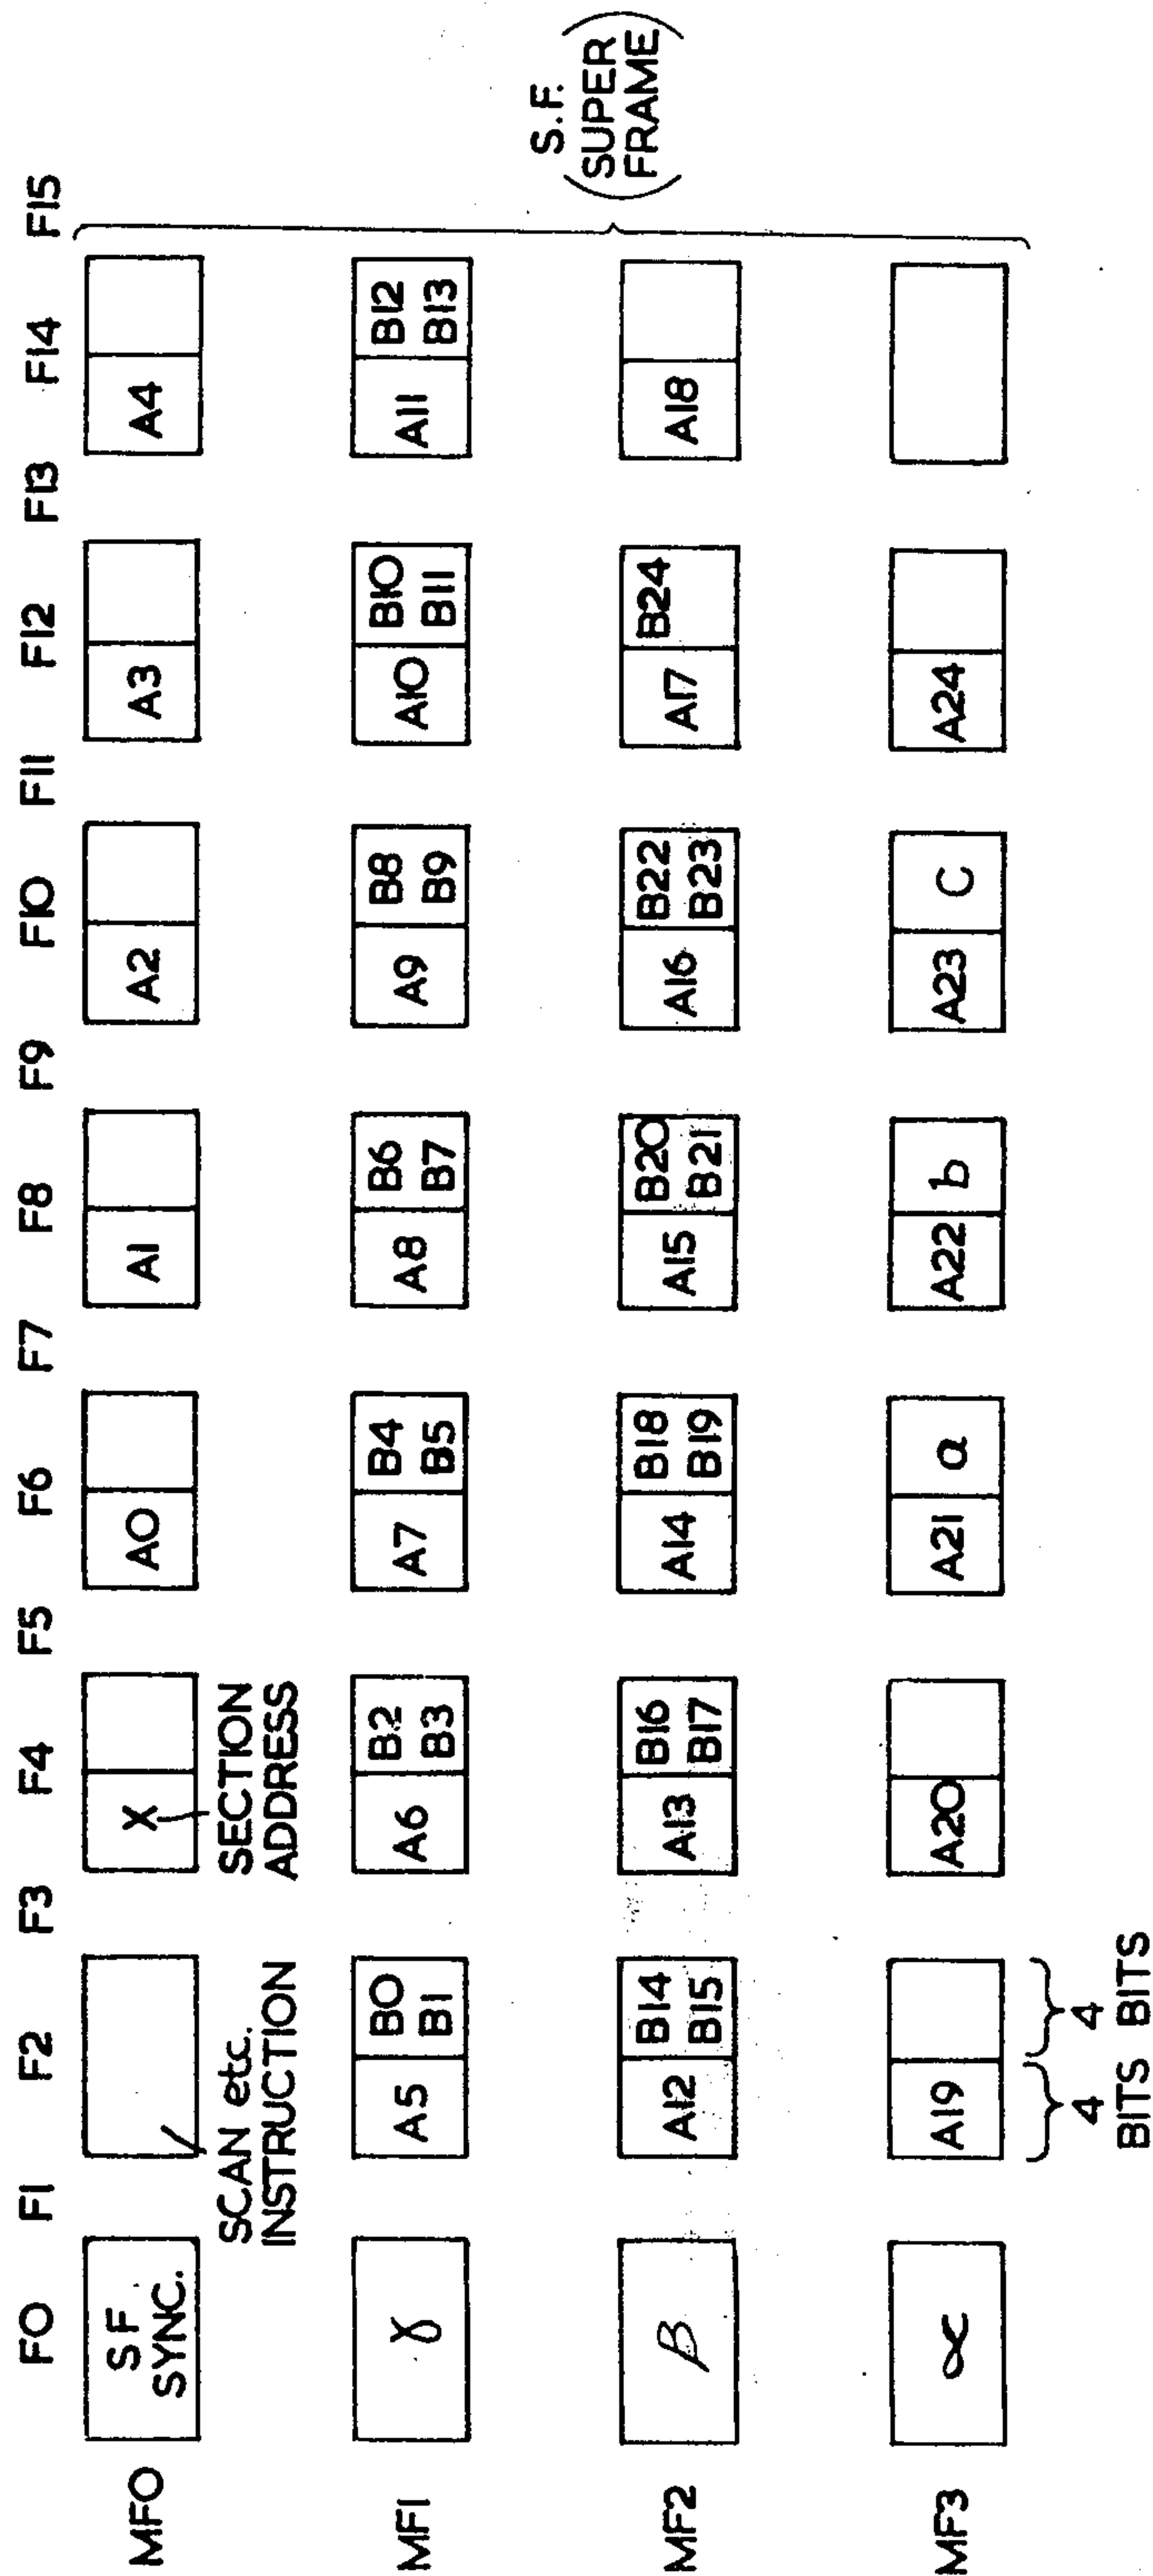 F0 F1 F2 F3 F4 F5 F6 F7 F8 F9 F10 F11 F12 F13 F14 F15
MF0
SF
SYNC.
SCAN etc.
INSTRUCTION
X
SECTION
ADDRESS
A0
A1
A2
A3
A4
MF1
γ
A5
B0
B1
A6
B2
B3
A7
B4
B5
A8
B6
B7
A9
B8
B9
A10
B10
B11
A11
B12
B13
S.F.
(SUPER
FRAME)
MF2
β
A12
B14
B15
A13
B16
B17
A14
B18
B19
A15
B20
B21
A16
B22
B23
A17
B24
A18
MF3
α
A19
A20
A21
a
A22
b
A23
C
A24
4
BITS
4
BITS